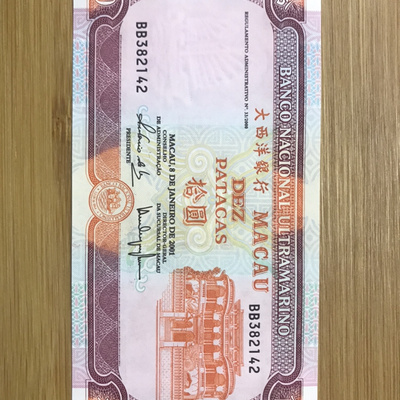 BANCO NACIONAL ULTRAMARINO
REGULAMENTO ADMINISTRATIVO Nº. 23/2000
大西洋銀行 MACAU
BB382142
DEZ
PATACAS
拾圓
MACAU, 8 DE JANEIRO DE 2001
CONSELHO
DE ADMINISTRAÇÃO
PRESIDENTE
DIRECTOR-GERAL
DA SUCURSAL DE MACAU
BB382142